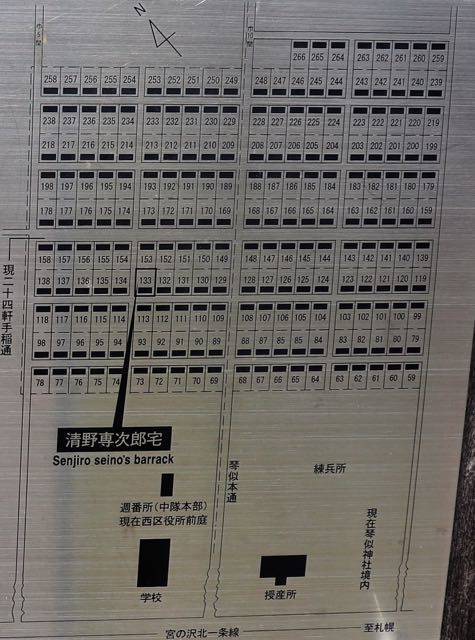 N
266 265 264 263 262 261 260 259
258 257 256 255 254 253 252 251 250 249 248 247 246 245 244 243 242 241 240 239
238 237 236 235 234 233 232 231 230 229 228 227 226 225 224 223 222 221 220 219
218 217 216 215 214 213 212 211 210 209 208 207 206 205 204 203 202 201 200 199
198 197 196 195 194 193 192 191 190 189 188 187 186 185 184 183 182 181 180 179
178 177 176 175 174 173 172 171 170 169 168 167 166 165 164 163 162 161 160 159
158 157 156 155 154 153 152 151 150 149 148 147 146 145 144 143 142 141 140 139
138 137 136 135 134 133 132 131 130 129 128 127 126 125 124 123 122 121 120 119
118 117 116 115 114 113 112 111 110 109 108 107 106 105 104 103 102 101 100 99
98 97 96 95 94 93 92 91 90 89 88 87 86 85 84 83 82 81 80 79
78 77 76 75 74 73 72 71 70 69 68 67 66 65 64 63 62 61 60 59
現二十四軒手稲通
清野専次郎宅
Senjiro seino's barrack
琴似本通
練兵所
週番所(中隊本部)
現在西区役所前庭
現在琴似神社境内
学校
授産所
宮の沢北一条線
至札幌